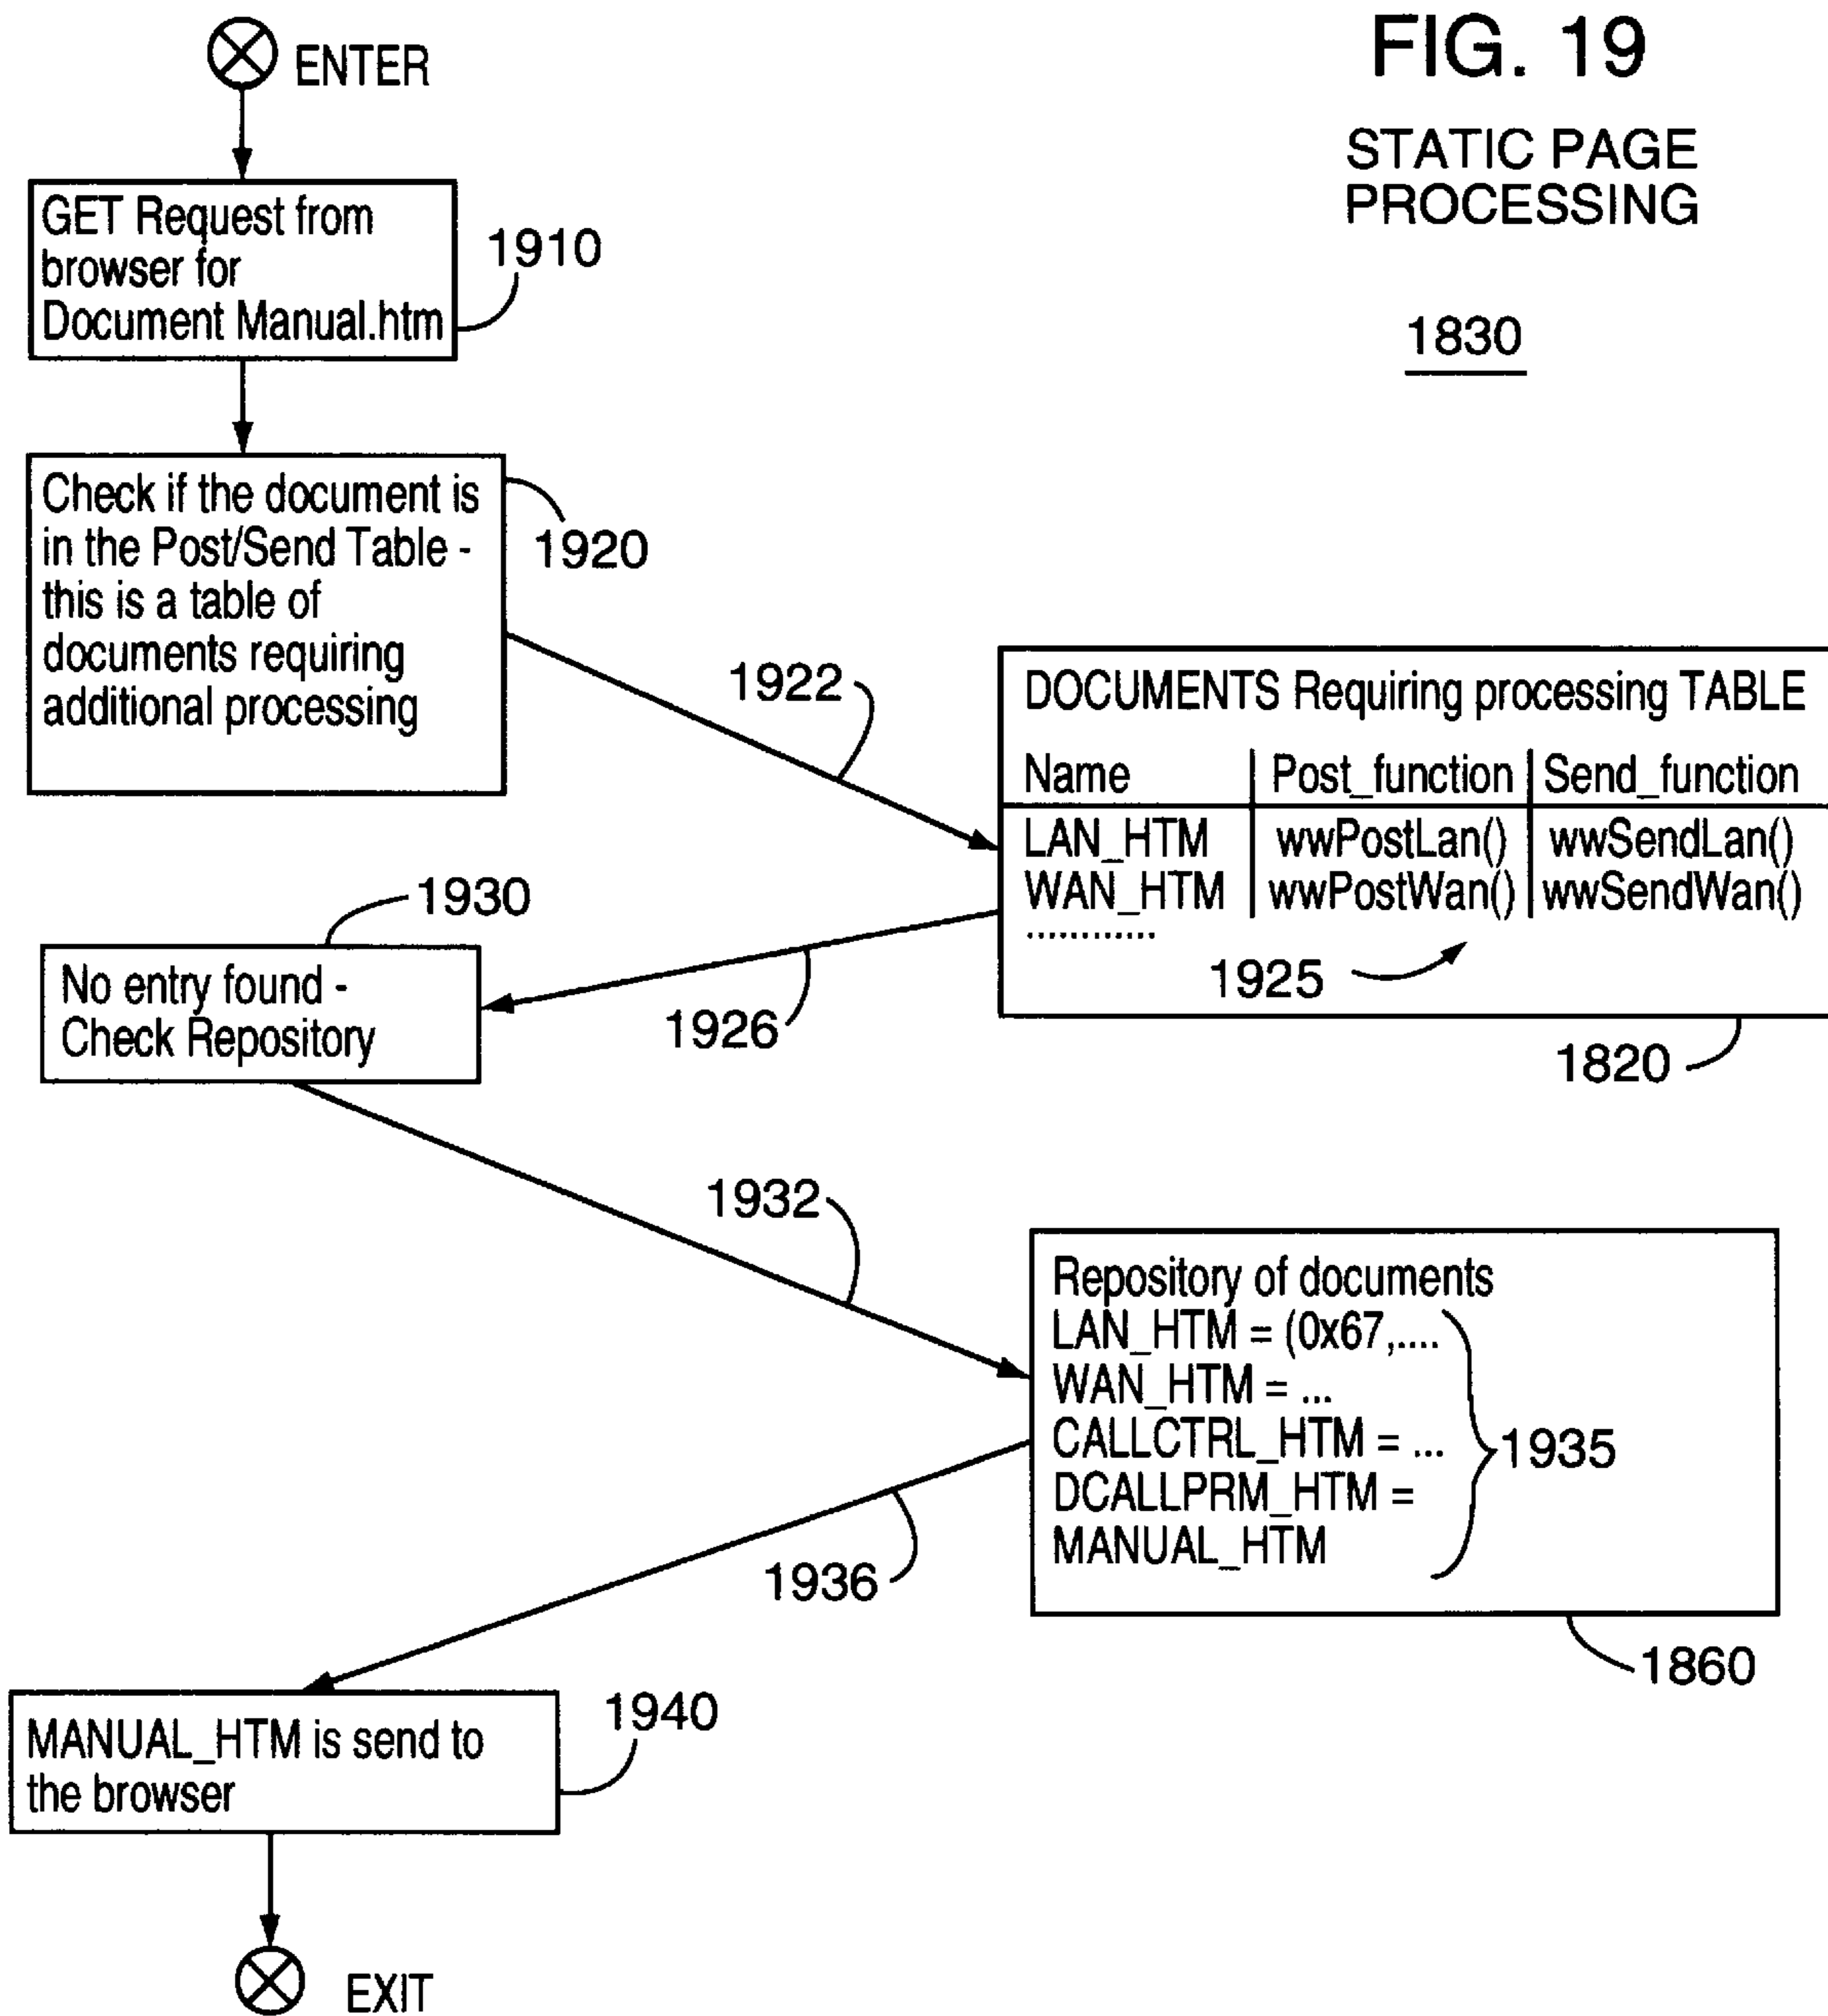 FIG. 19
STATIC PAGE
PROCESSING
1830
ENTER
GET Request from
browser for
Document Manual.htm
1910
Check if the document is
in the Post/Send Table -
this is a table of
documents requiring
additional processing
1920
1922
DOCUMENTS Requiring processing TABLE
Name Post_function Send_function
LAN_HTM wwPostLan() wwSendLan()
WAN_HTM wwPostWan() wwSendWan()
............
1925
1820
1926
1930
No entry found -
Check Repository
1932
Repository of documents
LAN_HTM = (0x67,....
WAN_HTM = ...
CALLCTRL_HTM = ...
DCALLPRM_HTM =
MANUAL_HTM
1935
1860
1936
MANUAL_HTM is send to
the browser
1940
EXIT